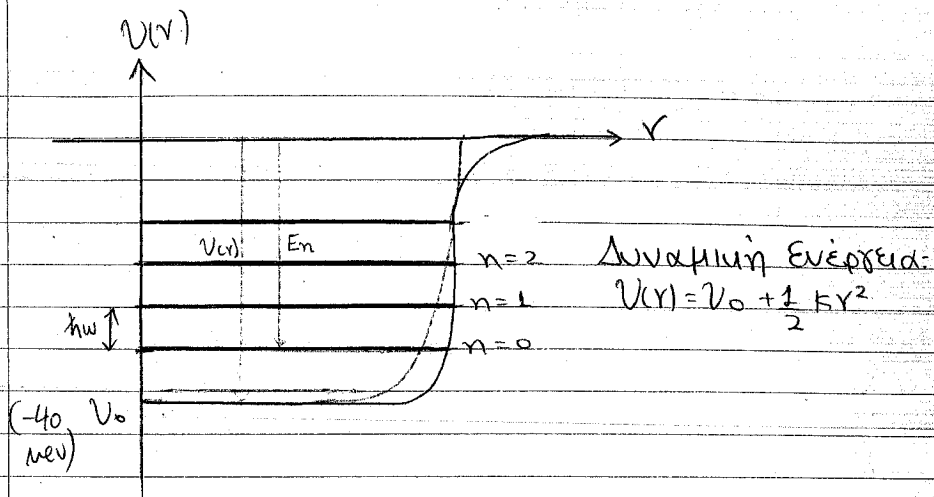 V(r)
r
V(r) En
n=2 Δυναμική Ενέργεια:
n=1 V(r) = V₀ + 1/2 kr²
ħω
n=0
(-40 MeV) V₀